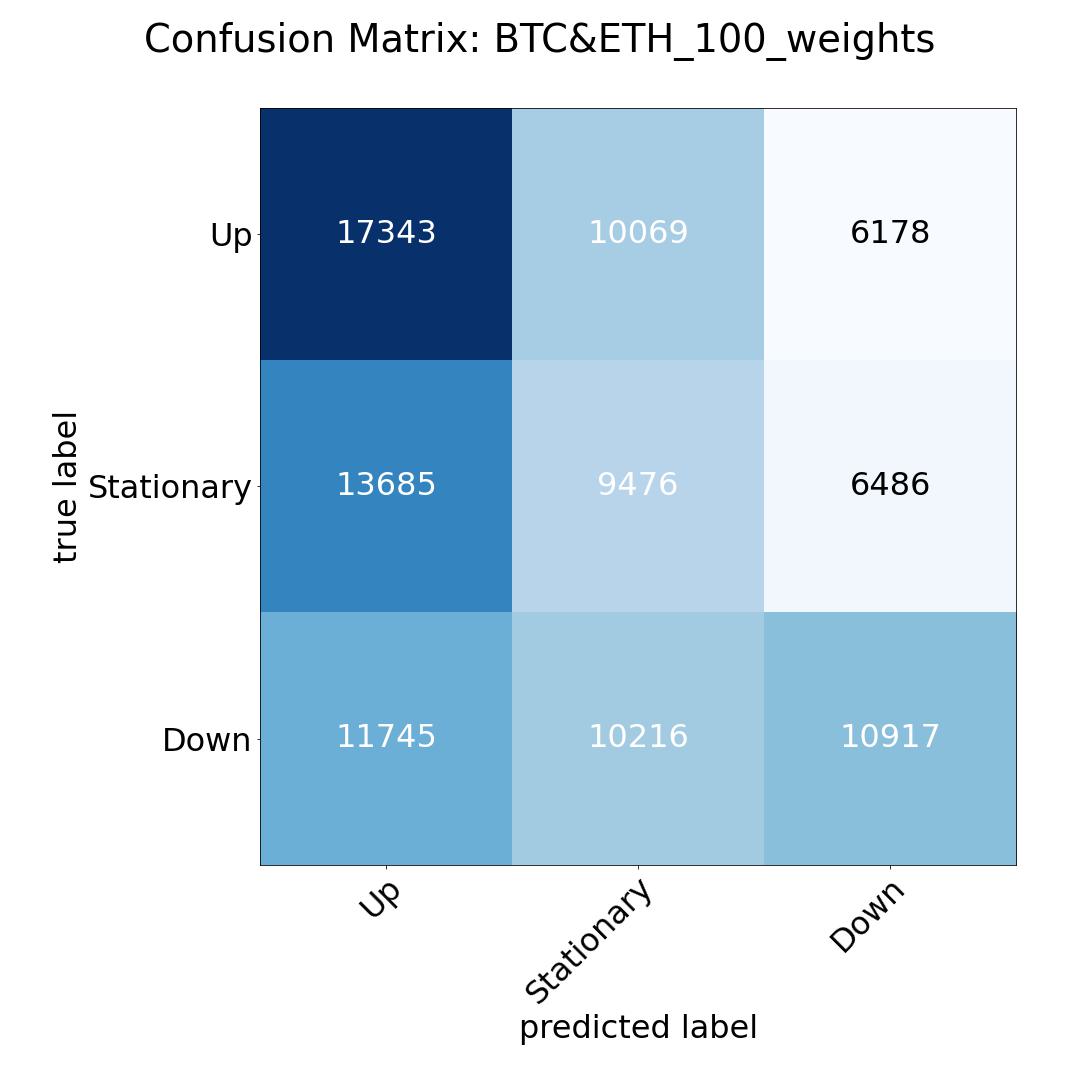 Confusion Matrix: BTC&ETH_100_weights
Up 17343 10069 6178
true label
Stationary 13685 9476 6486
Down 11745 10216 10917
Up Stationary Down
predicted label